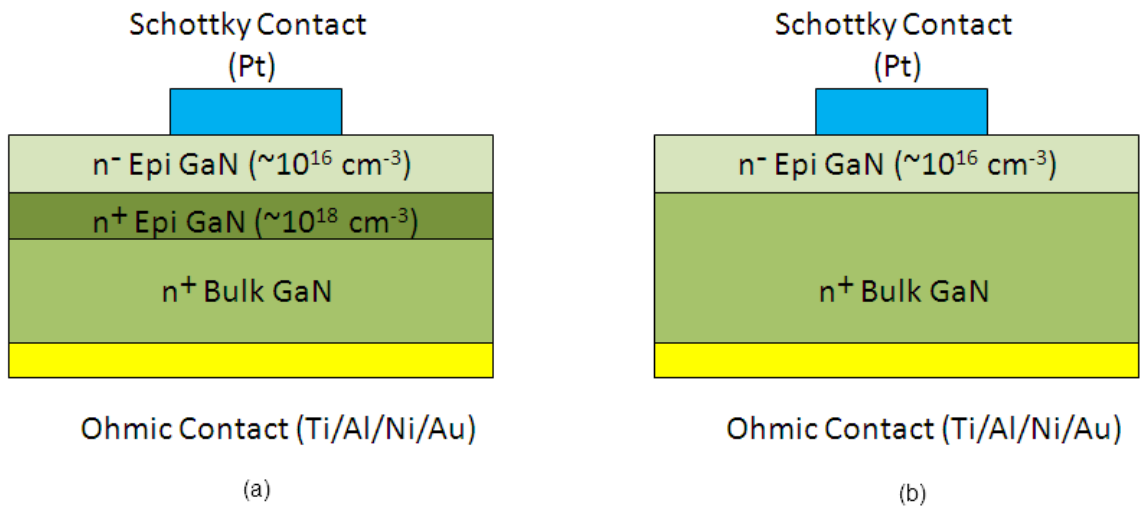 Schottky Contact
(Pt)
n⁻ Epi GaN (~10¹⁶ cm⁻³)
n⁺ Epi GaN (~10¹⁸ cm⁻³)
n⁺ Bulk GaN
Ohmic Contact (Ti/Al/Ni/Au)
(a)
Schottky Contact
(Pt)
n⁻ Epi GaN (~10¹⁶ cm⁻³)
n⁺ Bulk GaN
Ohmic Contact (Ti/Al/Ni/Au)
(b)